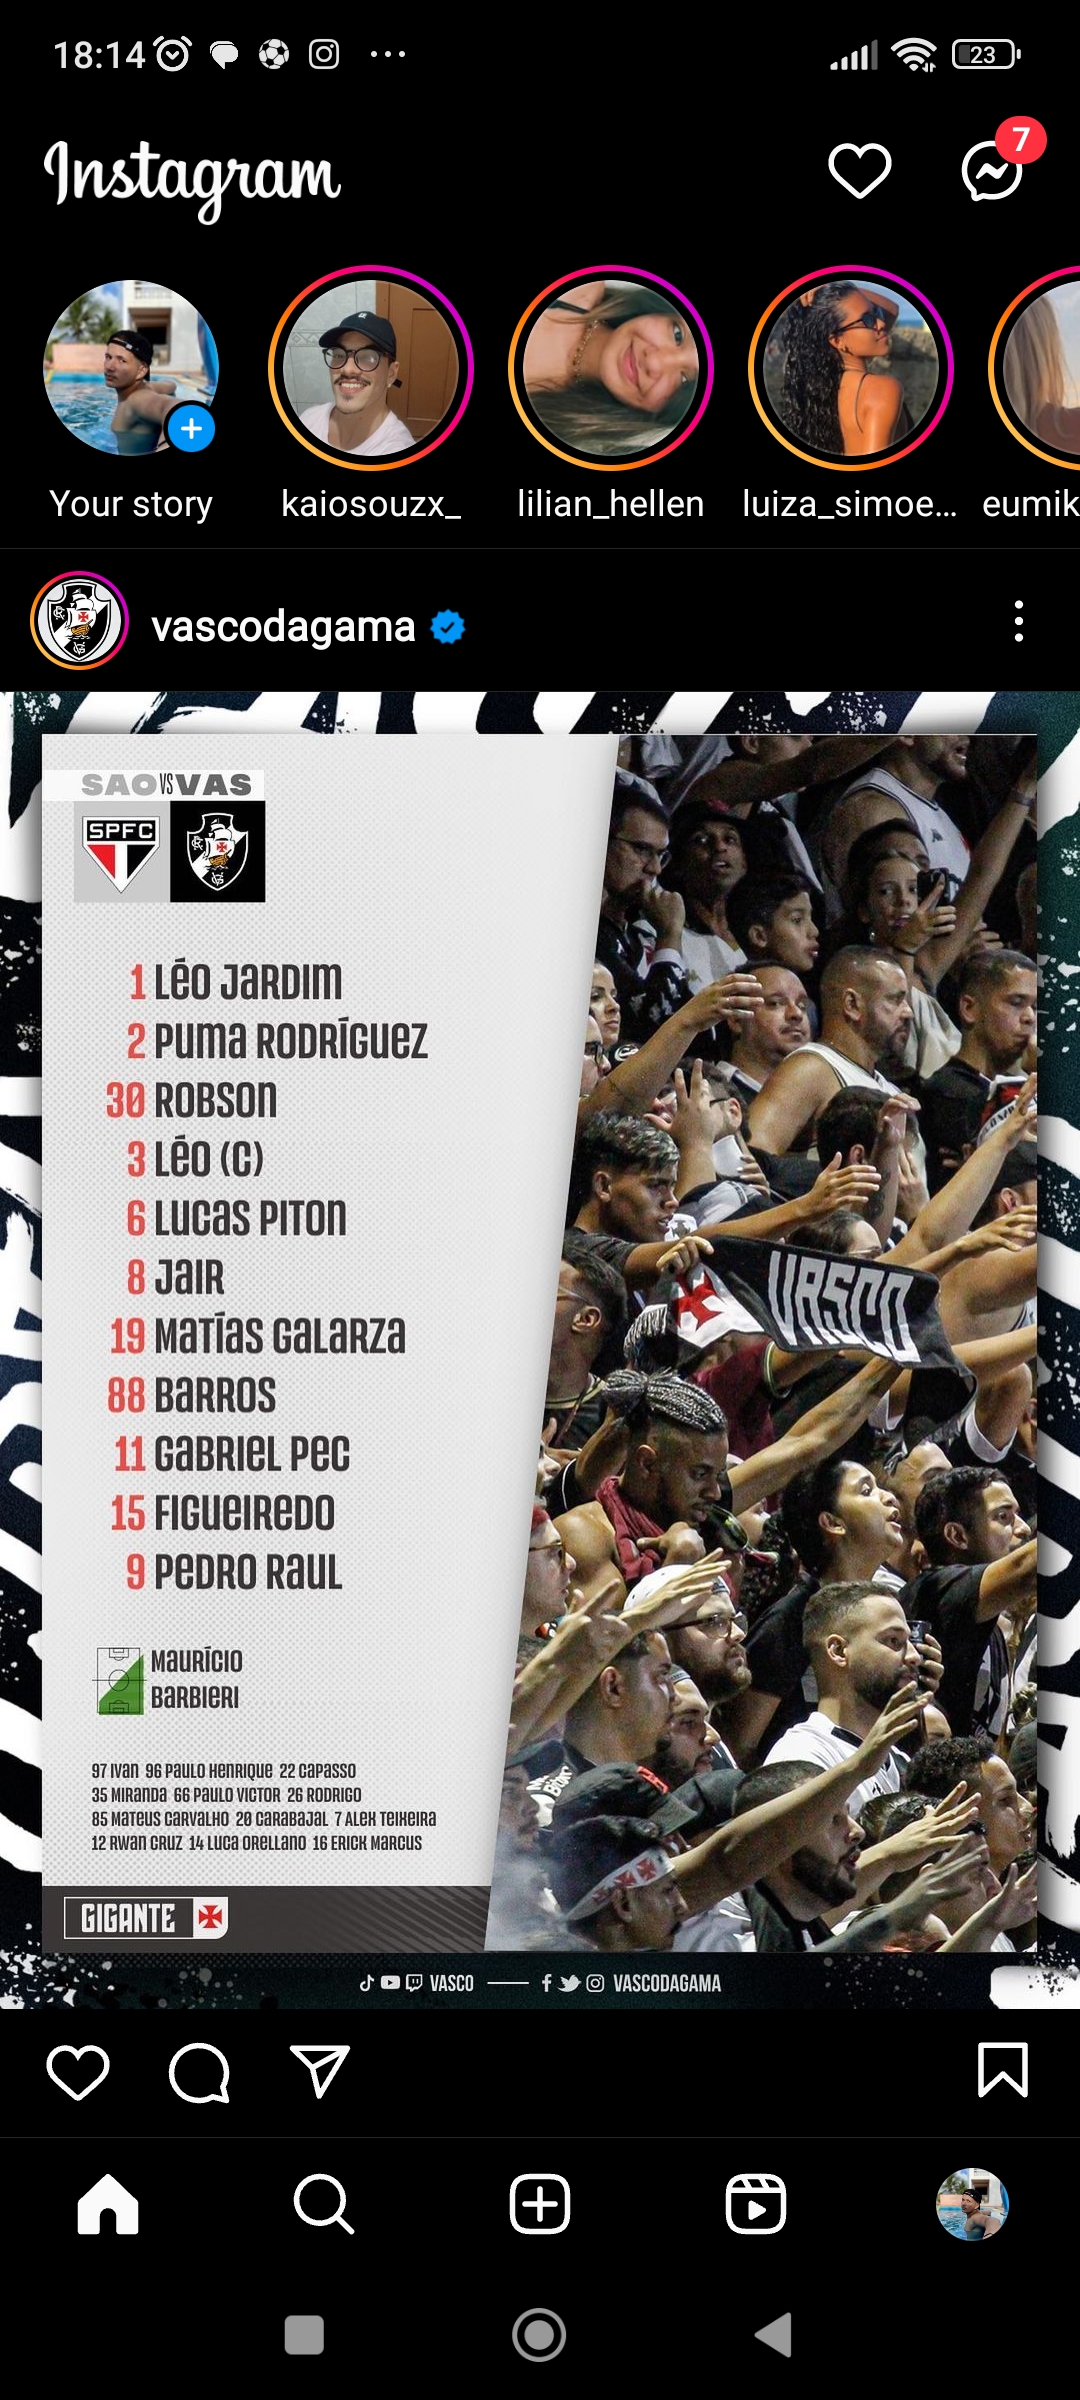 18:14
23
Instagram
7
Your story
kaiosouzx_
lilian_hellen
luiza_simoe...
eumik
vascodagama
SAO VS VAS
SPFC
1 Léo Jardim
2 Puma Rodríguez
30 Robson
3 Léo (C)
6 Lucas Piton
8 Jair
19 Matías Galarza
88 Barros
11 Gabriel Pec
15 Figueiredo
9 Pedro Raul
Maurício
Barbieri
97 Ivan 96 Paulo Henrique 22 Capasso
35 Miranda 66 Paulo Victor 26 Rodrigo
85 Mateus Carvalho 20 Carabajal 7 Alex Teixeira
12 Rwan Cruz 14 Luca Orellano 16 Erick Marcus
VASCO
GIGANTE
VASCO
VASCODAGAMA